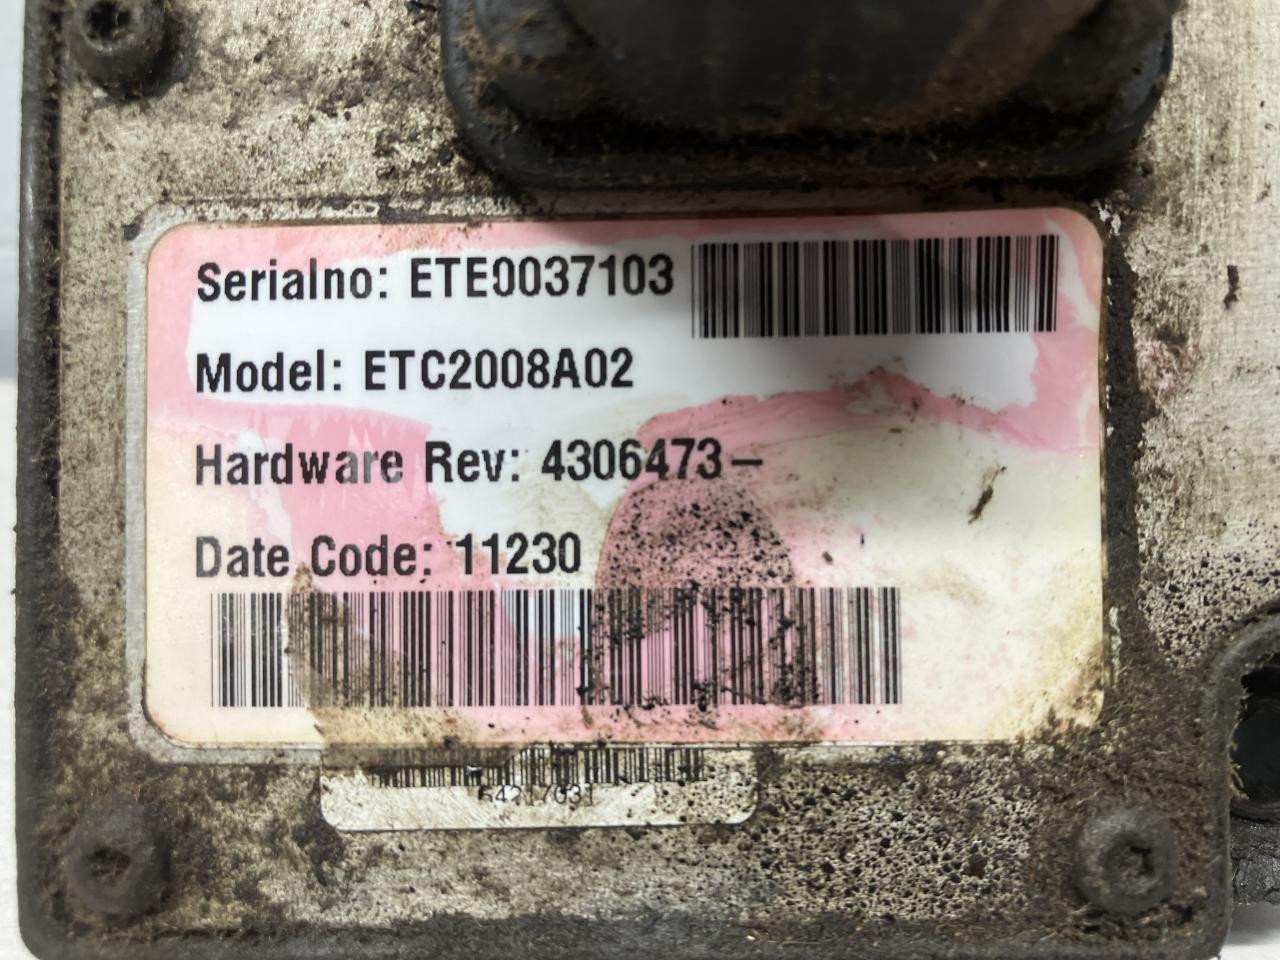 Serialno: ETE0037103
Model: ETC2008A02
Hardware Rev: 4306473–
Date Code: 11230